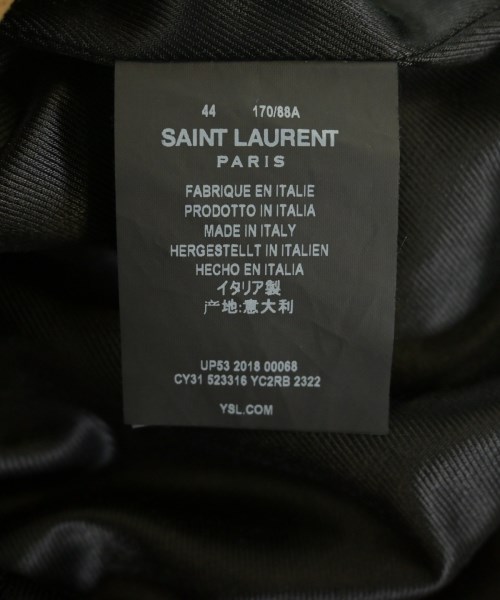 44 170/88A
SAINT LAURENT
PARIS
FABRIQUE EN ITALIE
PRODOTTO IN ITALIA
MADE IN ITALY
HERGESTELLT IN ITALIEN
HECHO EN ITALIA
イタリア製
产地:意大利
UP53 2018 00068
CY31 523316 YC2RB 2322
YSL.COM